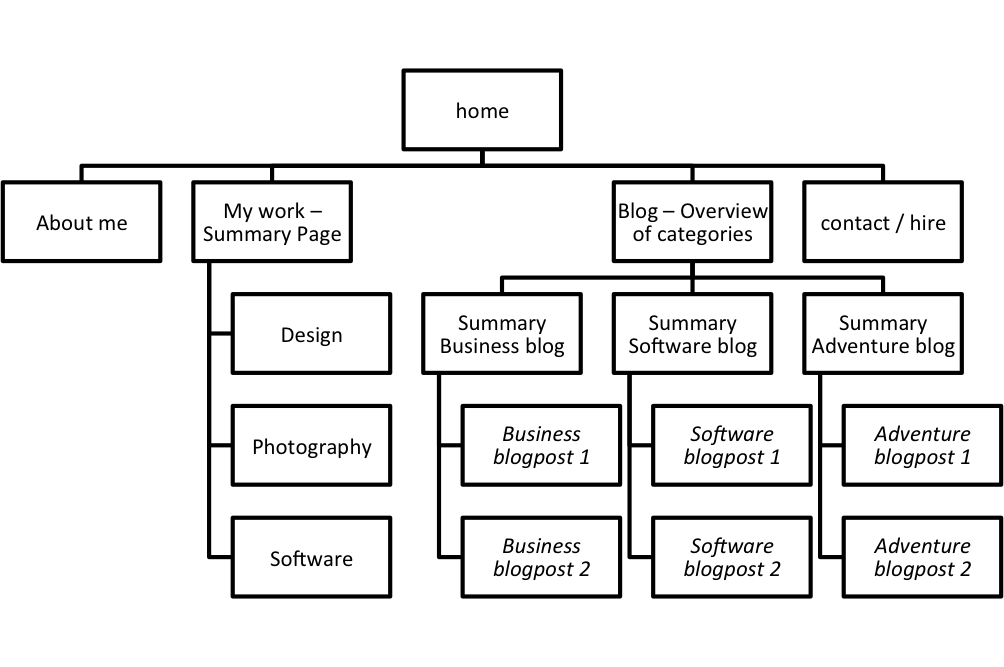 home
About me
My work –
Summary Page
Blog – Overview
of categories
contact / hire
Design
Photography
Software
Summary
Business blog
Summary
Software blog
Summary
Adventure blog
Business
blogpost 1
Software
blogpost 1
Adventure
blogpost 1
Business
blogpost 2
Software
blogpost 2
Adventure
blogpost 2